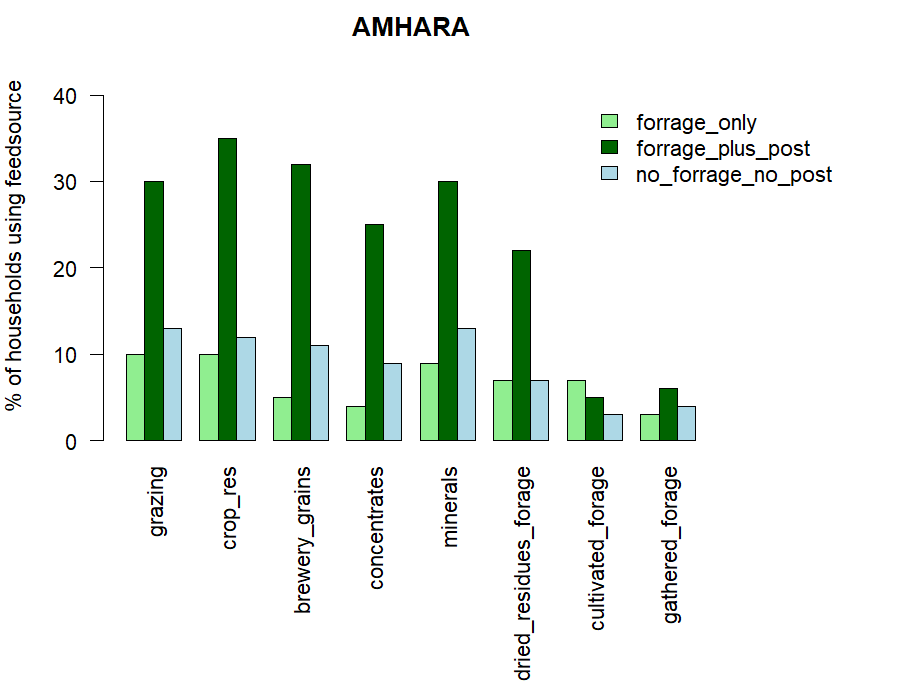 AMHARA
% of households using feedsource
40
30
20
10
0
forrage_only
forrage_plus_post
no_forrage_no_post
grazing
crop_res
brewery_grains
concentrates
minerals
dried_residues_forage
cultivated_forage
gathered_forage